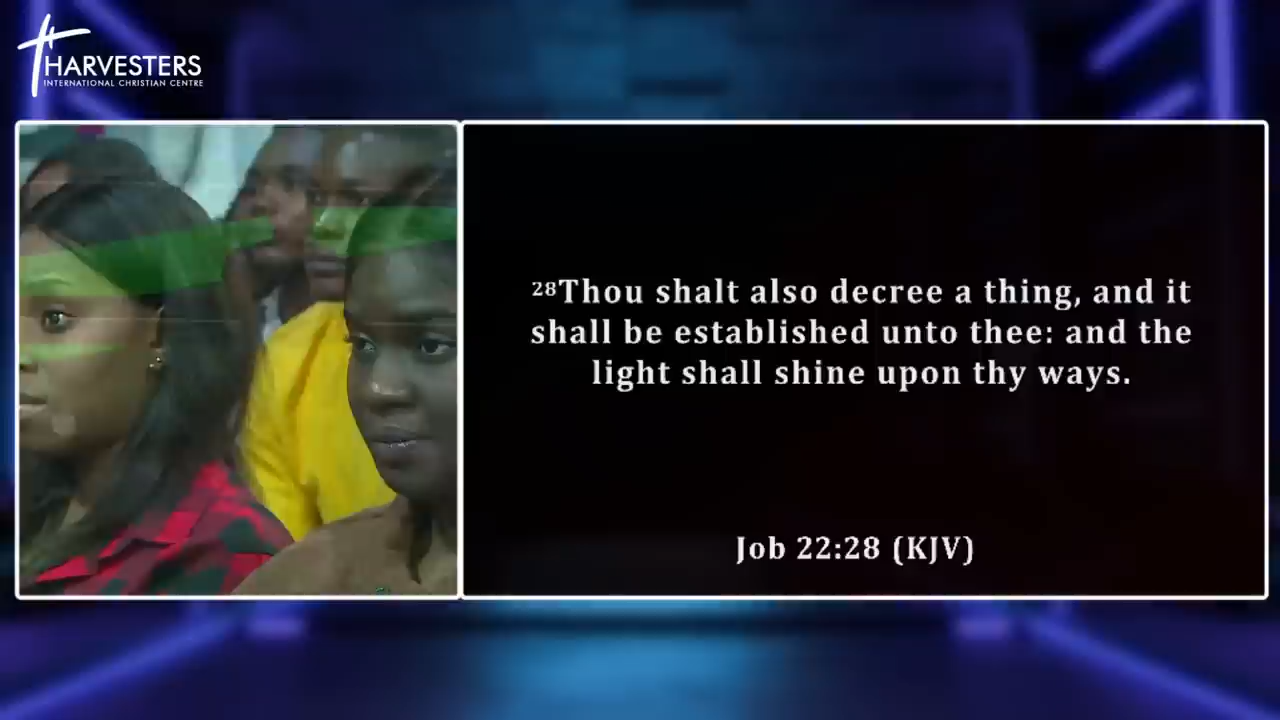 HARVESTERS
INTERNATIONAL CHRISTIAN CENTRE
²⁸Thou shalt also decree a thing, and it
shall be established unto thee: and the
light shall shine upon thy ways.
Job 22:28 (KJV)